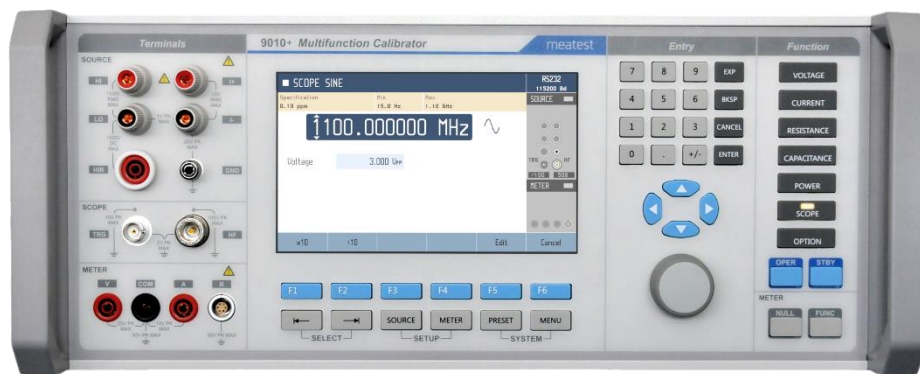 Terminals
9010+ Multifunction Calibrator
meatest
Entry
Function
SOURCE
HI
I+
LO
I-
HIR
GND
SCOPE
TRG
HF
METER
V
COM
A
R
SCOPE SINE
RS232
115200 Bd
Specification
Min
Max
0.10 ppm
15.0 Hz
1.10 GHz
SOURCE
100.000000 MHz
Voltage
3.000 Vpp
TRG
HF
METER
×10
÷10
Edit
Cancel
F1
F2
F3
F4
F5
F6
SOURCE
METER
PRESET
MENU
SELECT
SETUP
SYSTEM
7
8
9
EXP
4
5
6
BKSP
1
2
3
CANCEL
0
.
+/-
ENTER
VOLTAGE
CURRENT
RESISTANCE
CAPACITANCE
POWER
SCOPE
OPTION
OPER
STBY
METER
NULL
FUNC